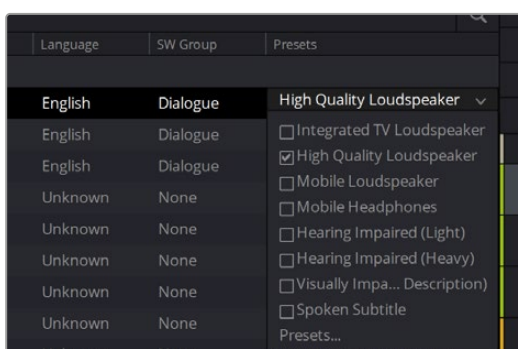 Language SW Group Presets
English Dialogue High Quality Loudspeaker
English Dialogue Integrated TV Loudspeaker
English Dialogue High Quality Loudspeaker
Unknown None Mobile Loudspeaker
Mobile Headphones
Unknown None Hearing Impaired (Light)
Unknown None Hearing Impaired (Heavy)
Unknown None Visually Impa... Description)
Unknown None Spoken Subtitle
Presets...